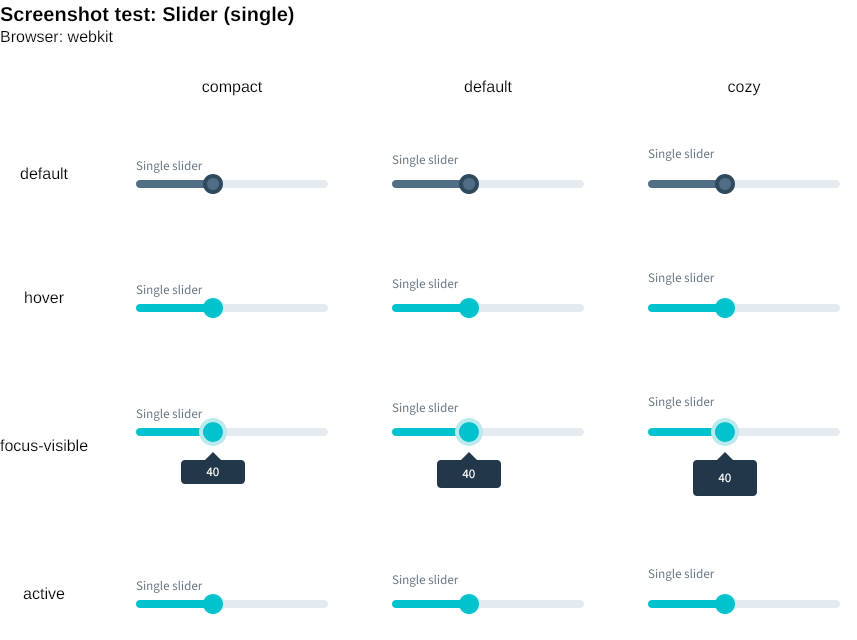 Screenshot test: Slider (single)
Browser: webkit
compact default cozy
default Single slider Single slider Single slider
hover Single slider Single slider Single slider
focus-visible Single slider Single slider Single slider
40 40 40
active Single slider Single slider Single slider